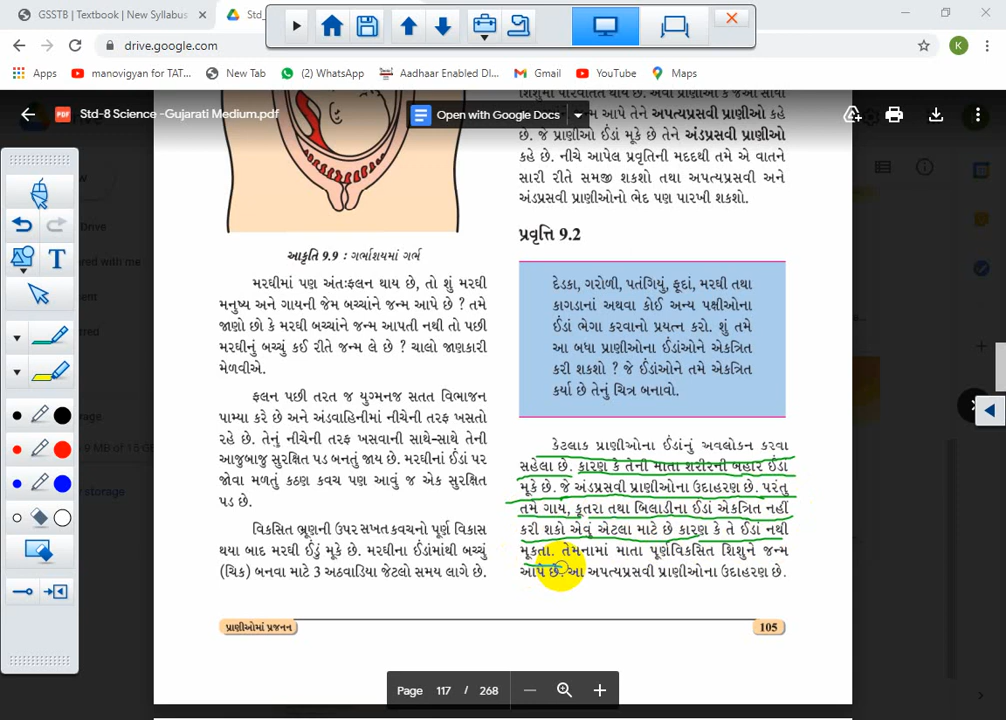 GSSTB | Textbook | New Syllabus
Std_
drive.google.com
K
Apps
manovigyan for TAT...
New Tab
(2) WhatsApp
Aadhaar Enabled DI...
Gmail
YouTube
Maps
Std-8 Science -Gujarati Medium.pdf
Open with Google Docs
Drive
ared with me
T
આકૃતિ 9.9 : ગર્ભાશયમાં ગર્ભ
મરઘીમાં પણ અંતઃફલન થાય છે, તો શું મરઘી
મનુષ્ય અને ગાયની જેમ બચ્ચાંને જન્મ આપે છે ? તમે
જાણો છો કે મરઘી બચ્ચાંને જન્મ આપતી નથી તો પછી
મરઘીનું બચ્ચું કઈ રીતે જન્મ લે છે ? ચાલો જાણકારી
મેળવીએ.
ફલન પછી તરત જ યુગ્મનજ સતત વિભાજન
પામ્યા કરે છે અને અંડવાહિનીમાં નીચેની તરફ ખસતો
રહે છે. તેનું નીચેની તરફ ખસવાની સાથે-સાથે તેની
આજુબાજુ સુરક્ષિત પડ બનતું જાય છે. મરઘીનાં ઈંડાં પર
જોવા મળતું કઠણ કવચ પણ આવું જ એક સુરક્ષિત
પડ છે.
વિકસિત ભ્રૂણની ઉપર સખત કવચનો પૂર્ણ વિકાસ
થયા બાદ મરઘી ઈંડું મૂકે છે. મરઘીના ઈંડાંમાંથી બચ્ચું
(ચિક) બનવા માટે 3 અઠવાડિયા જેટલો સમય લાગે છે.
શિશુમાં પરિવર્તિત થાય છે. એવાં પ્રાણીઓ કે જેઓ સીધા
જન્મ આપે તેને અપત્યપ્રસવી પ્રાણીઓ કહે
છે. જે પ્રાણીઓ ઈંડાં મૂકે છે તેને અંડપ્રસવી પ્રાણીઓ
કહે છે. નીચે આપેલ પ્રવૃત્તિની મદદથી તમે એ વાતને
સારી રીતે સમજી શકશો તથા અપત્યપ્રસવી અને
અંડપ્રસવી પ્રાણીઓનો ભેદ પણ પારખી શકશો.
પ્રવૃત્તિ 9.2
દેડકા, ગરોળી, પતંગિયું, ફૂદાં, મરઘી તથા
કાગડાનાં અથવા કોઈ અન્ય પક્ષીઓના
ઈંડાં ભેગા કરવાનો પ્રયત્ન કરો. શું તમે
આ બધા પ્રાણીઓના ઈંડાંઓને એકત્રિત
કરી શકશો ? જે ઈંડાંઓને તમે એકત્રિત
કર્યા છે તેનું ચિત્ર બનાવો.
કેટલાક પ્રાણીઓના ઈંડાંનું અવલોકન કરવા
સહેલા છે. કારણ કે તેની માતા શરીરની બહાર ઈંડાં
મૂકે છે. જે અંડપ્રસવી પ્રાણીઓના ઉદાહરણ છે. પરંતુ
તમે ગાય, કૂતરા તથા બિલાડીના ઈંડાં એકત્રિત નહીં
કરી શકો એવું એટલા માટે છે કારણ કે તે ઈંડાં નથી
મૂકતા. તેમનામાં માતા પૂર્ણવિકસિત શિશુને જન્મ
આપે છે. આ અપત્યપ્રસવી પ્રાણીઓના ઉદાહરણ છે.
પ્રાણીઓમાં પ્રજનન
105
Page 117 / 268